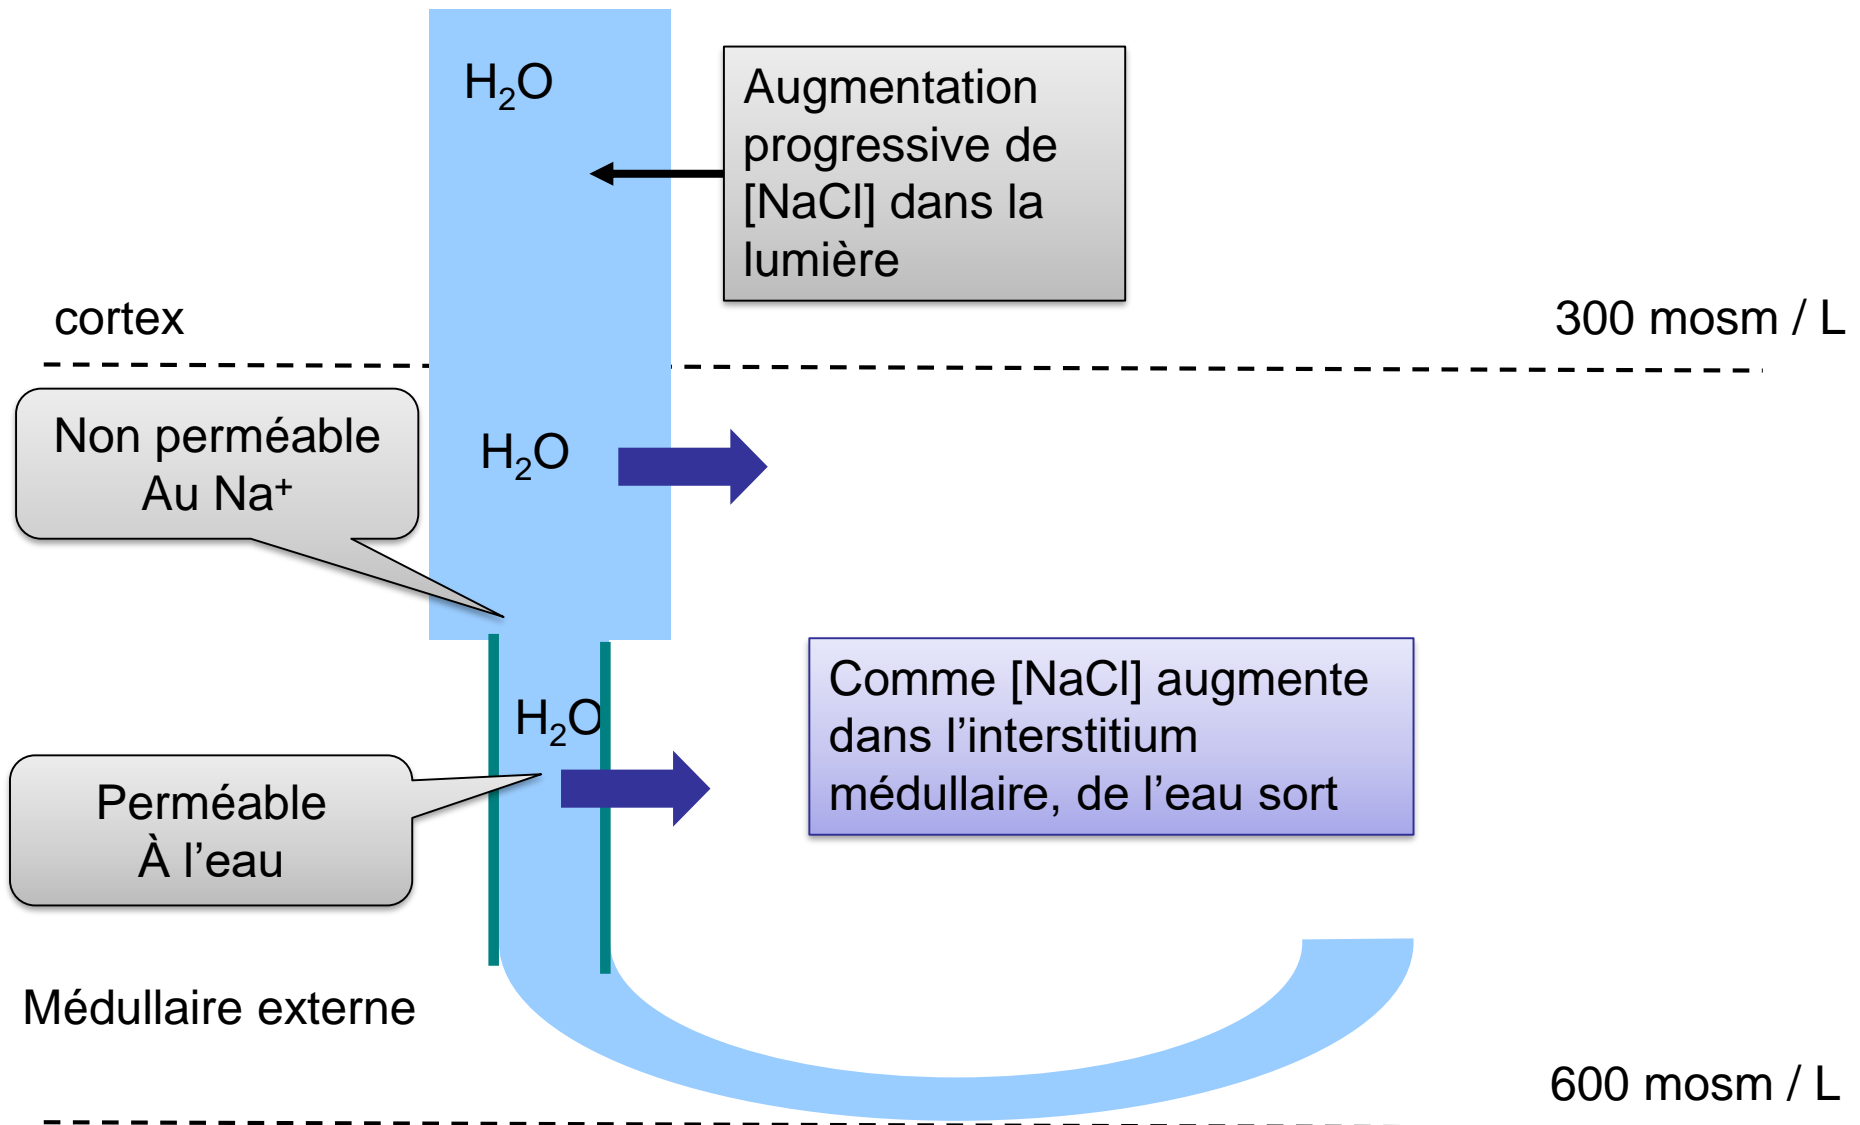 H₂O
Augmentation
progressive de
[NaCl] dans la
lumière
cortex
300 mosm / L
Non perméable
Au Na⁺
H₂O
Comme [NaCl] augmente
dans l’interstitium
médullaire, de l’eau sort
H₂O
Perméable
À l’eau
Médullaire externe
600 mosm / L